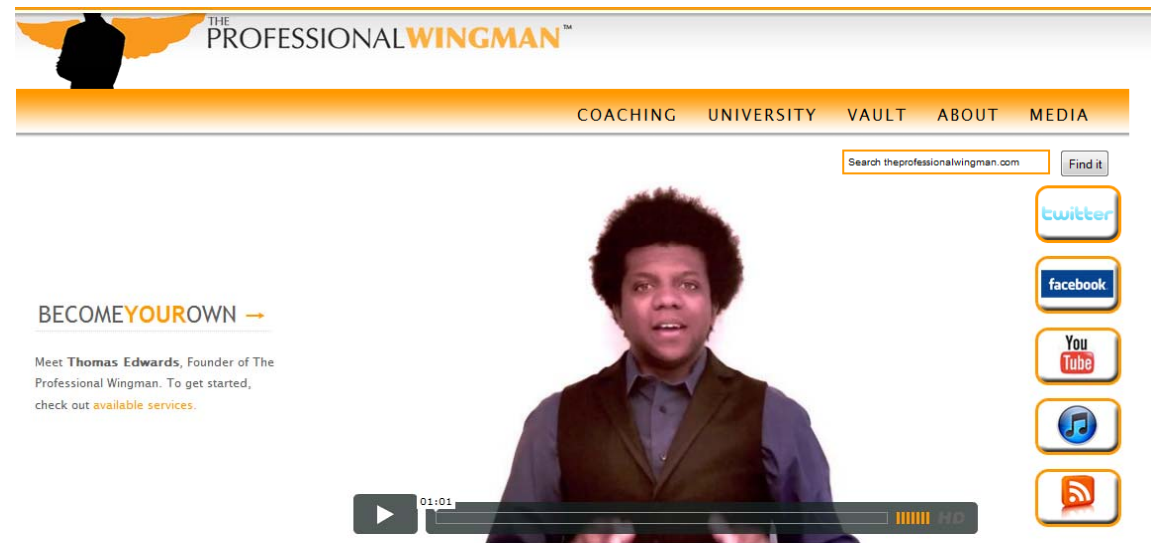 THE
PROFESSIONALWINGMAN™
COACHING UNIVERSITY VAULT ABOUT MEDIA
Search theprofessionalwingman.com Find it
twitter
facebook
You
Tube
BECOMEYOUROWN →
Meet Thomas Edwards, Founder of The
Professional Wingman. To get started,
check out available services.
01:01
HD